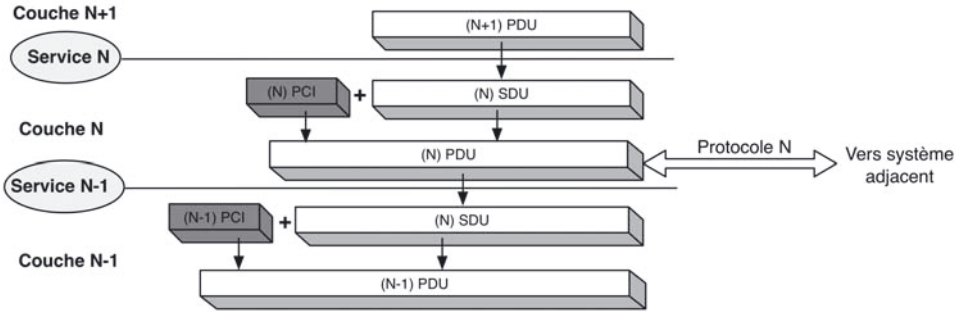 Couche N+1
(N+1) PDU
Service N
(N) PCI
+
(N) SDU
Couche N
(N) PDU
Protocole N
Vers système
adjacent
Service N-1
(N-1) PCI
+
(N) SDU
Couche N-1
(N-1) PDU